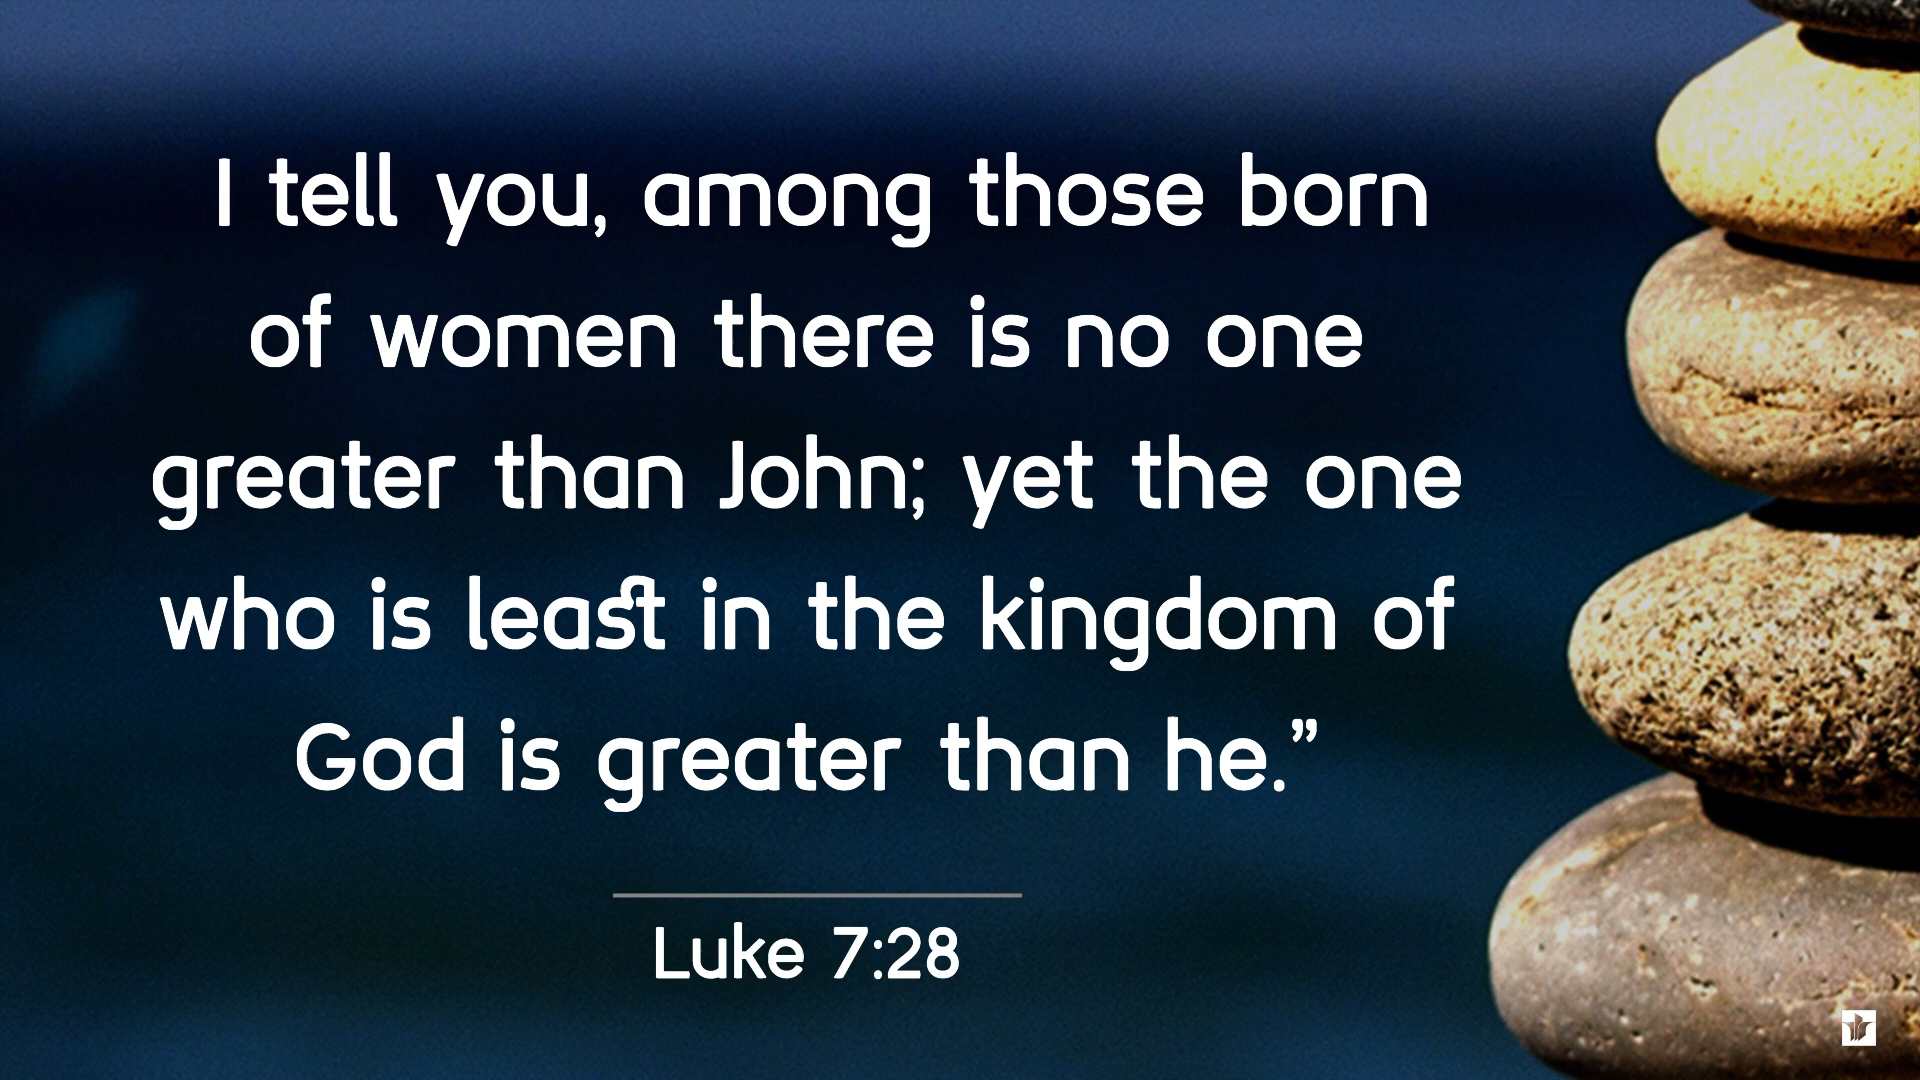 I tell you, among those born
of women there is no one
greater than John; yet the one
who is least in the kingdom of
God is greater than he.”
Luke 7:28